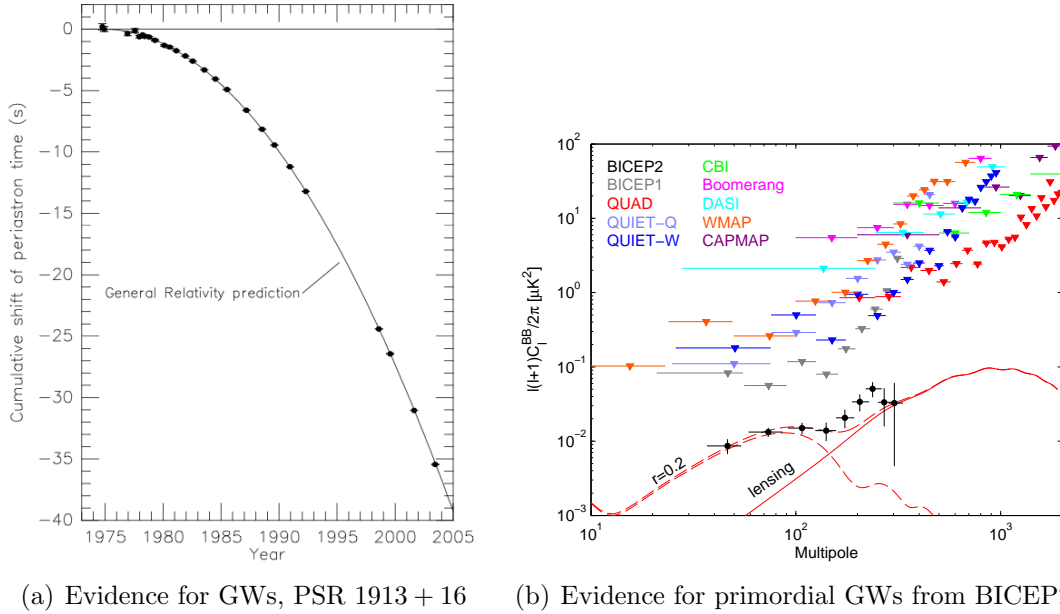 0
−5
−10
−15
−20
−25
−30
−35
−40
Cumulative shift of periastron time (s)
General Relativity prediction
1975 1980 1985 1990 1995 2000 2005
Year
(a) Evidence for GWs, PSR 1913 + 16
10²
10¹
10⁰
10⁻¹
10⁻²
10⁻³
l(l+1)C_l^BB/2π [μK²]
BICEP2 CBI
BICEP1 Boomerang
QUAD DASI
QUIET−Q WMAP
QUIET−W CAPMAP
r=0.2
lensing
10¹ 10² 10³
Multipole
(b) Evidence for primordial GWs from BICEP